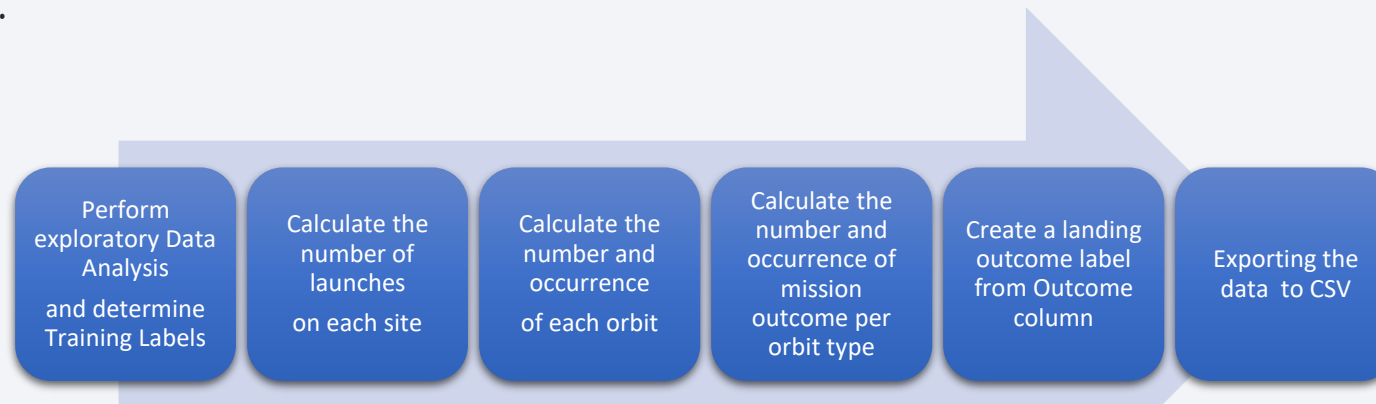 Perform
exploratory Data
Analysis
and determine
Training Labels
Calculate the
number of
launches
on each site
Calculate the
number and
occurrence
of each orbit
Calculate the
number and
occurrence of
mission
outcome per
orbit type
Create a landing
outcome label
from Outcome
column
Exporting the
data  to CSV